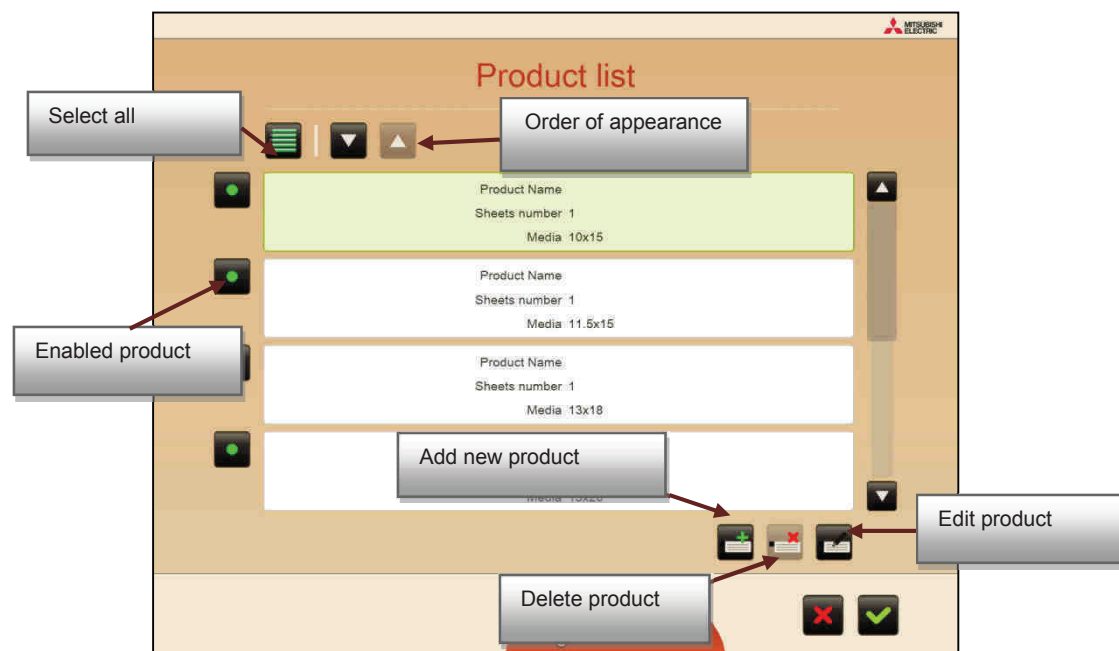 MITSUBISHI
ELECTRIC
Product list
Select all
Order of appearance
Product Name
Sheets number 1
Media 10x15
Product Name
Sheets number 1
Media 11.5x15
Enabled product
Product Name
Sheets number 1
Media 13x18
Add new product
Media
Edit product
Delete product